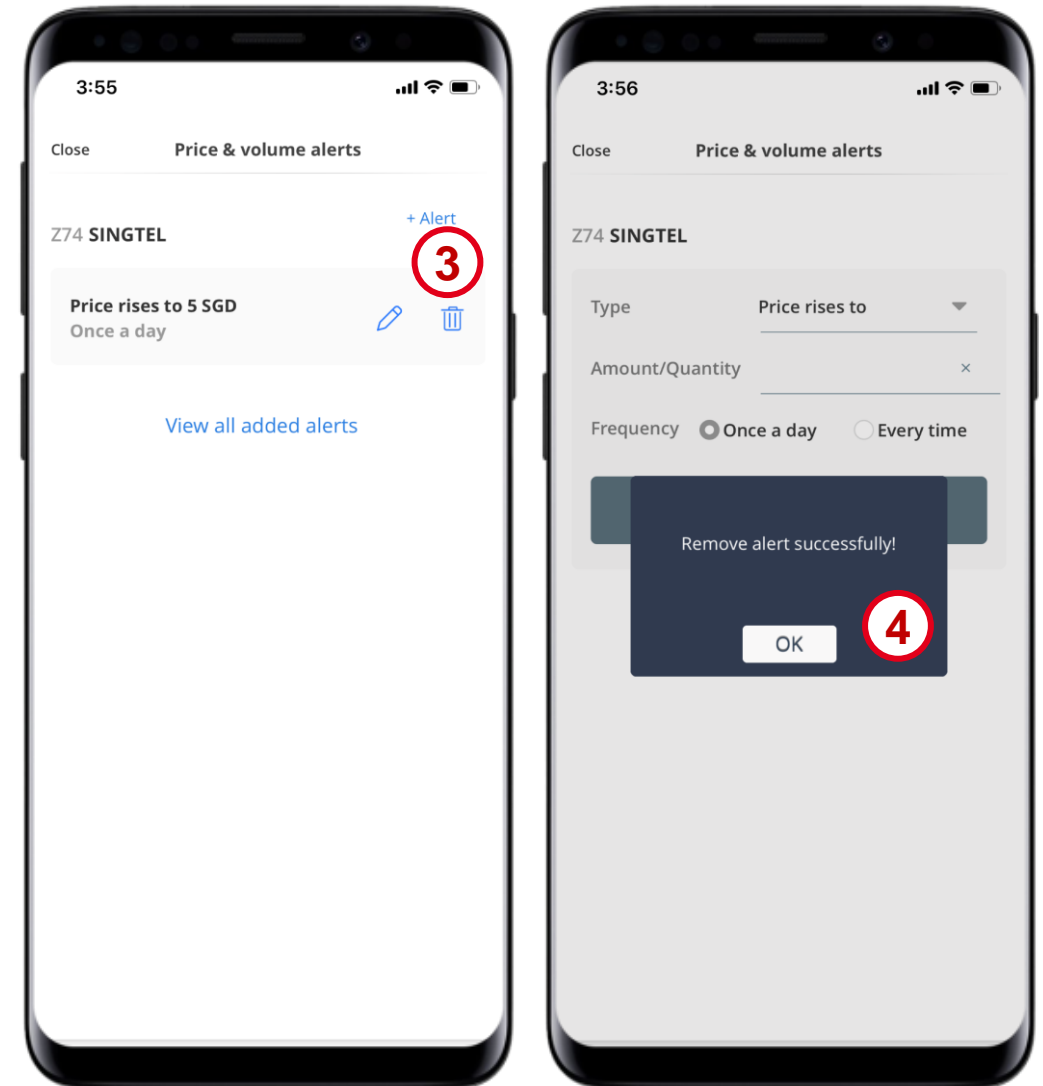 3:55
Close Price & volume alerts
+ Alert
Z74 SINGTEL
3
Price rises to 5 SGD
Once a day
View all added alerts
3:56
Close Price & volume alerts
Z74 SINGTEL
Type Price rises to
Amount/Quantity ×
Frequency Once a day Every time
Remove alert successfully!
4
OK